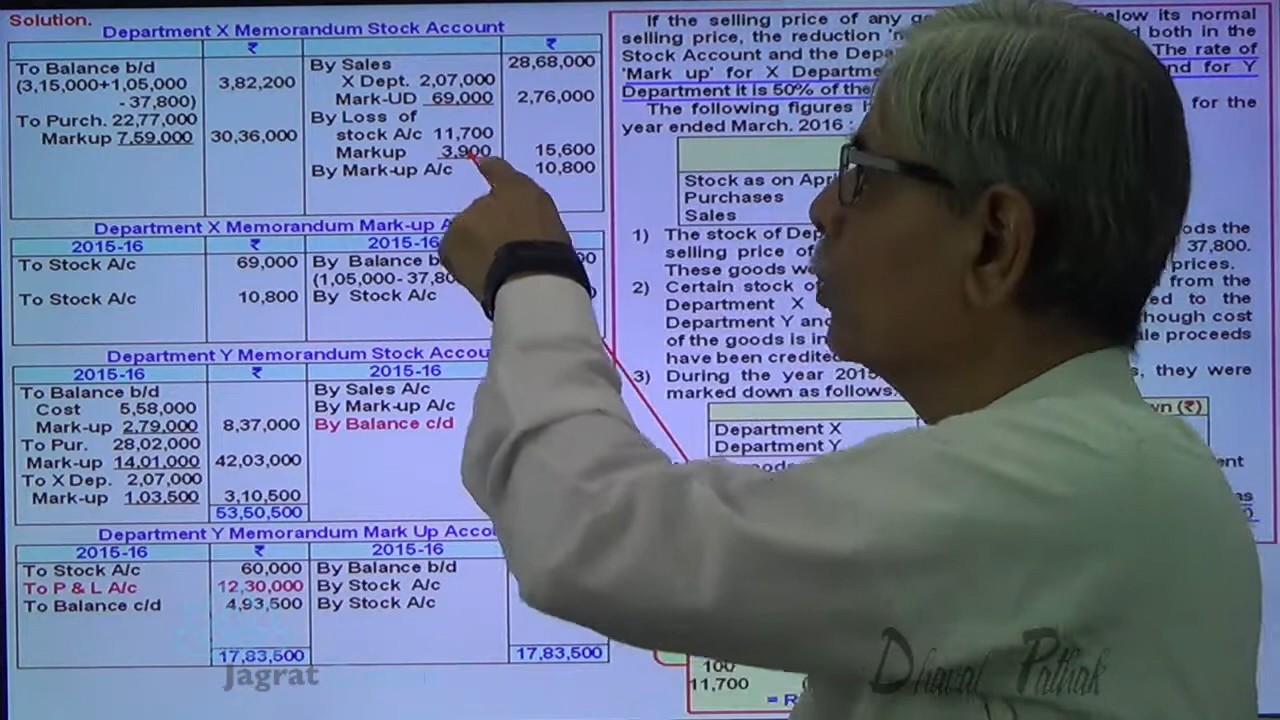 Solution.
Department X Memorandum Stock Account
₹ ₹
To Balance b/d
(3,15,000+1,05,000 3,82,200
- 37,800)
To Purch. 22,77,000
Markup 7,59,000 30,36,000
By Sales 28,68,000
X Dept. 2,07,000
Mark-UD 69,000 2,76,000
By Loss of
stock A/c 11,700
Markup 3,900 15,600
By Mark-up A/c 10,800
Department X Memorandum Mark-up
2015-16 ₹ 2015-16
To Stock A/c 69,000 By Balance
(1,05,000- 37,80
To Stock A/c 10,800 By Stock A/c
Department Y Memorandum Stock Accou
2015-16 ₹ 2015-16
To Balance b/d By Sales A/c
Cost 5,58,000 By Mark-up A/c
Mark-up 2,79,000 8,37,000 By Balance c/d
To Pur. 28,02,000
Mark-up 14,01,000 42,03,000
To X Dep. 2,07,000
Mark-up 1,03,500 3,10,500
53,50,500
Department Y Memorandum Mark Up Acco
2015-16 ₹ 2015-16
To Stock A/c 60,000 By Balance b/d
To P & L A/c 12,30,000 By Stock A/c
To Balance c/d 4,93,500 By Stock A/c
17,83,500 17,83,500
Jagrat
If the selling price of any below its normal
selling price, the reduction both in the
Stock Account and the Depa The rate of
'Mark up' for X Departme nd for Y
Department it is 50% of the
The following figures for the
year ended March. 2016 :
Stock as on Apr
Purchases
Sales
1) The stock of Dep ods the
selling price of 37,800.
These goods we prices.
2) Certain stock of from the
Department X ed to the
Department Y and though cost
of the goods is in ale proceeds
have been credite
3) During the year 2015 s, they were
marked down as follows.
wn (₹)
Department X
Department Y
oods ent
100
11,700
= R
Dhawal Pathak